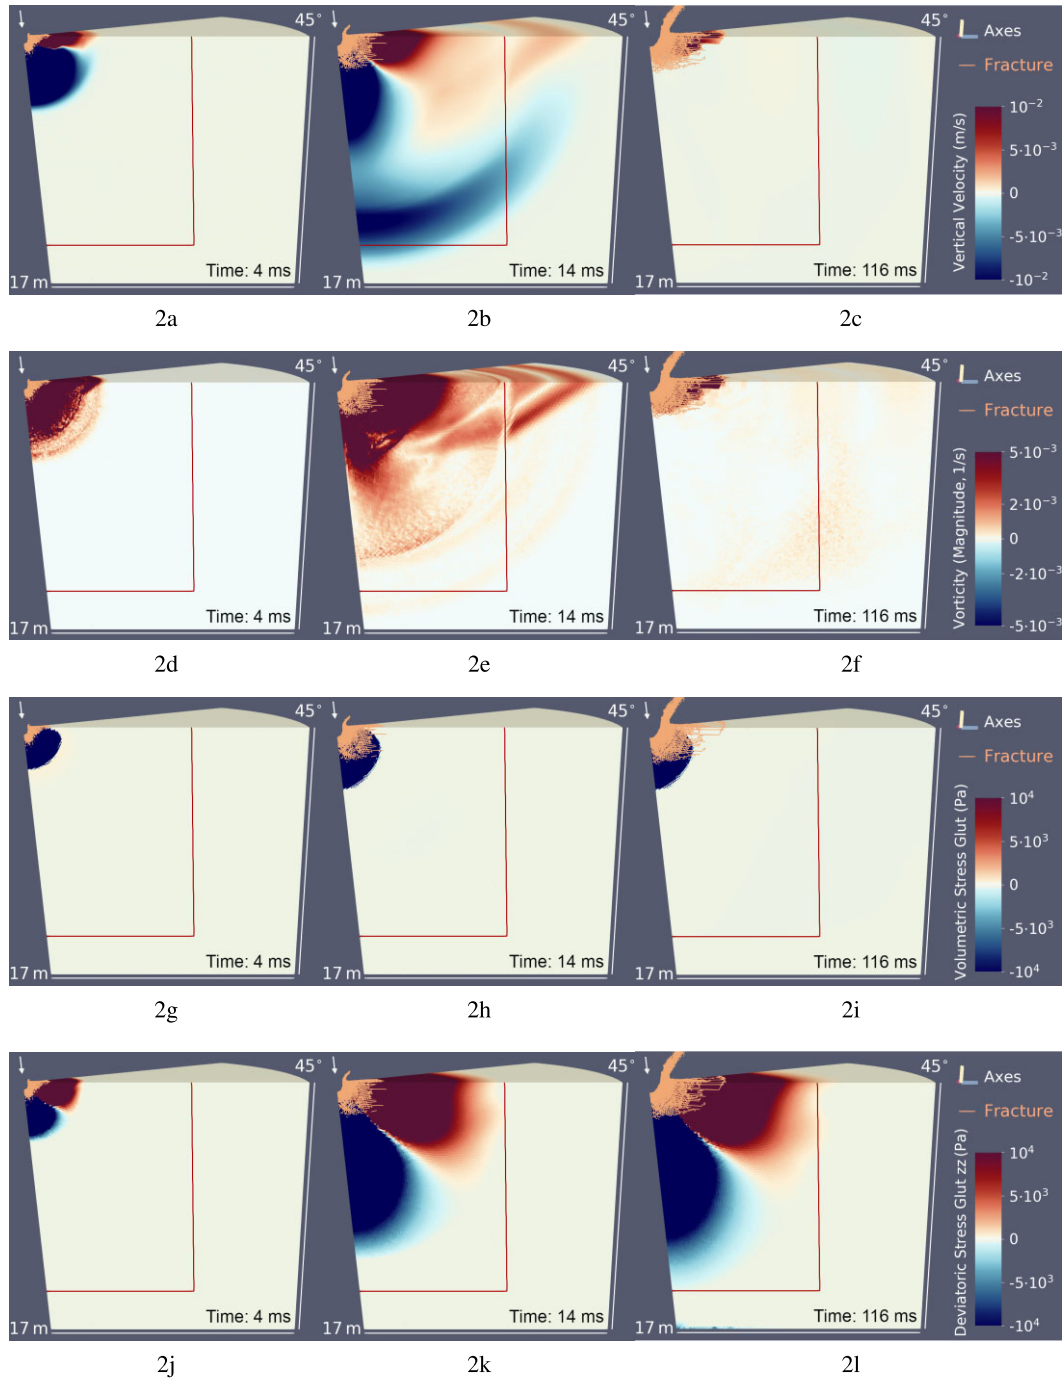 45°
45°
45°
Axes
Fracture
Vertical Velocity (m/s)
10⁻²
5·10⁻³
0
-5·10⁻³
-10⁻²
17 m
Time: 4 ms
17 m
Time: 14 ms
17 m
Time: 116 ms
2a
2b
2c
45°
45°
45°
Axes
Fracture
Vorticity (Magnitude, 1/s)
5·10⁻³
2·10⁻³
0
-2·10⁻³
-5·10⁻³
17 m
Time: 4 ms
17 m
Time: 14 ms
17 m
Time: 116 ms
2d
2e
2f
45°
45°
45°
Axes
Fracture
Volumetric Stress Glut (Pa)
10⁴
5·10³
0
-5·10³
-10⁴
17 m
Time: 4 ms
17 m
Time: 14 ms
17 m
Time: 116 ms
2g
2h
2i
45°
45°
45°
Axes
Fracture
Deviatoric Stress Glut zz (Pa)
10⁴
5·10³
0
-5·10³
-10⁴
17 m
Time: 4 ms
17 m
Time: 14 ms
17 m
Time: 116 ms
2j
2k
2l